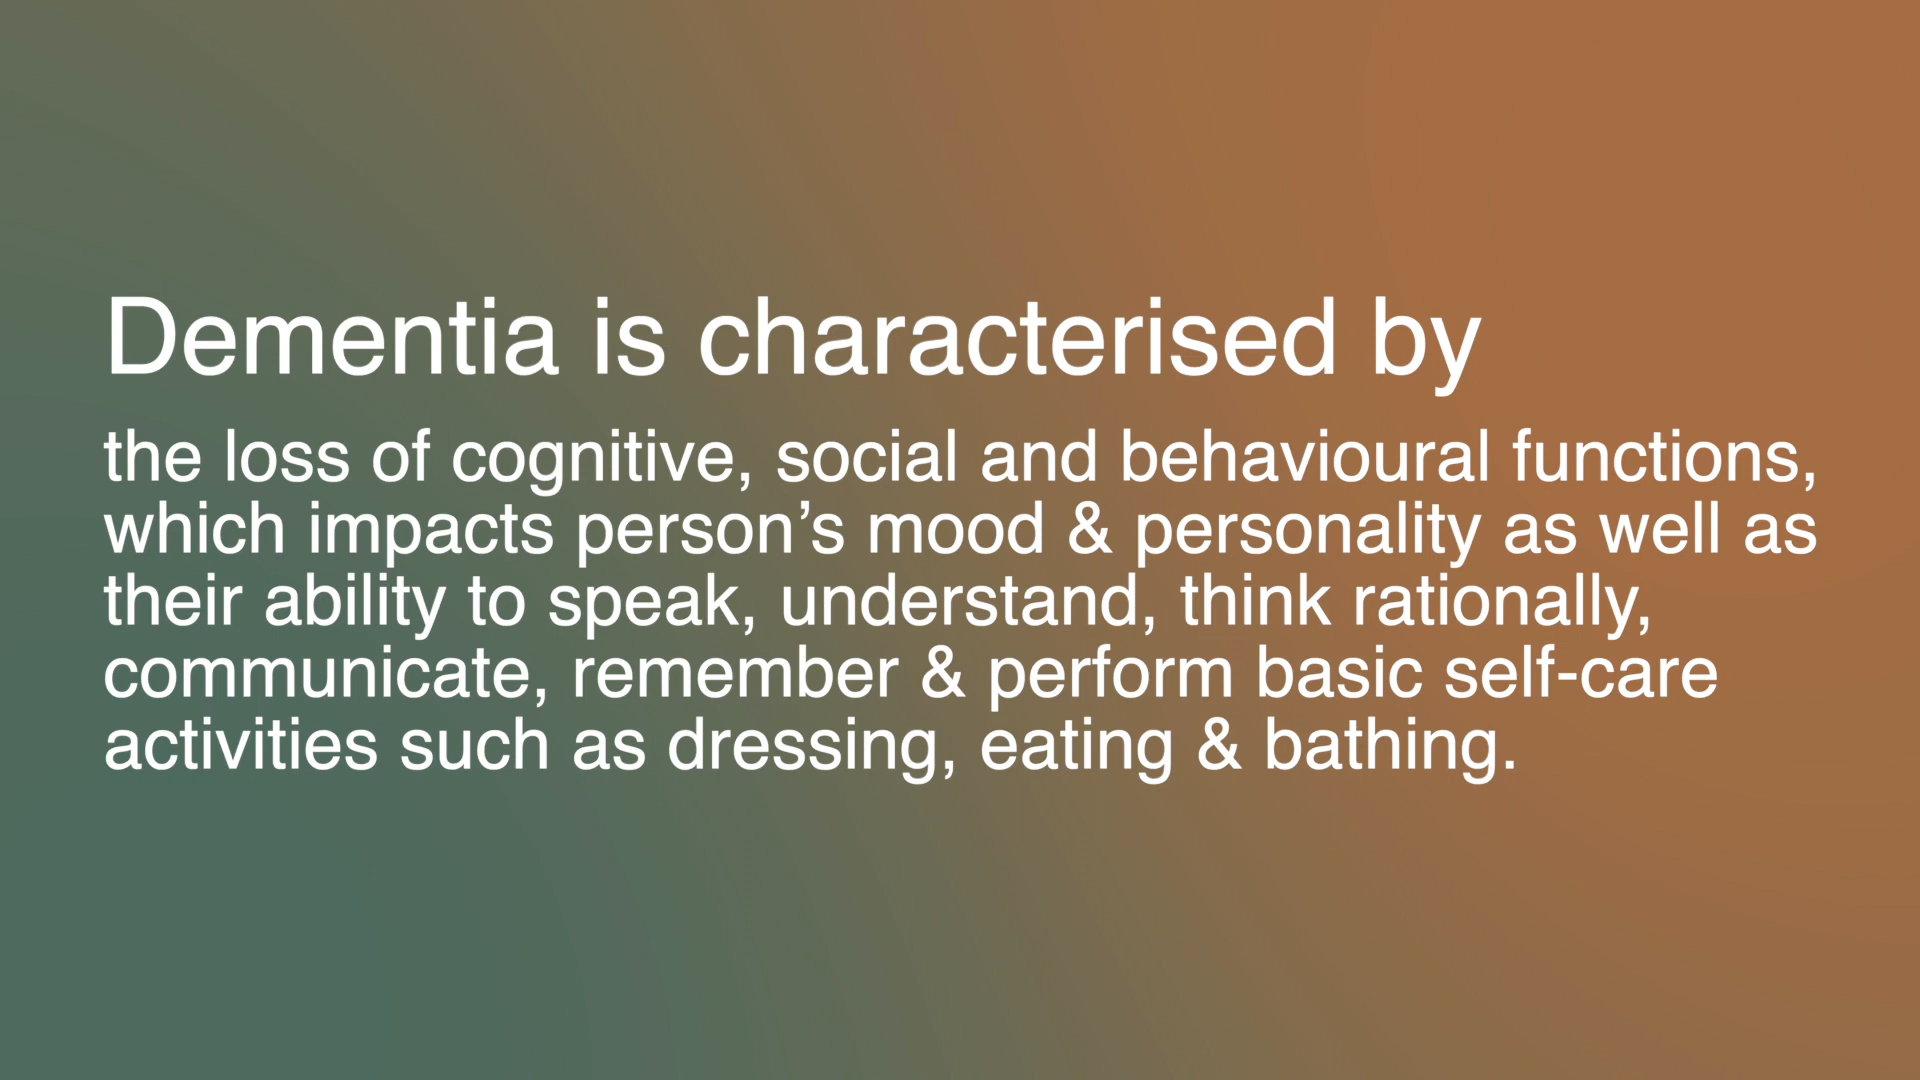 Dementia is characterised by
the loss of cognitive, social and behavioural functions,
which impacts person’s mood & personality as well as
their ability to speak, understand, think rationally,
communicate, remember & perform basic self-care
activities such as dressing, eating & bathing.